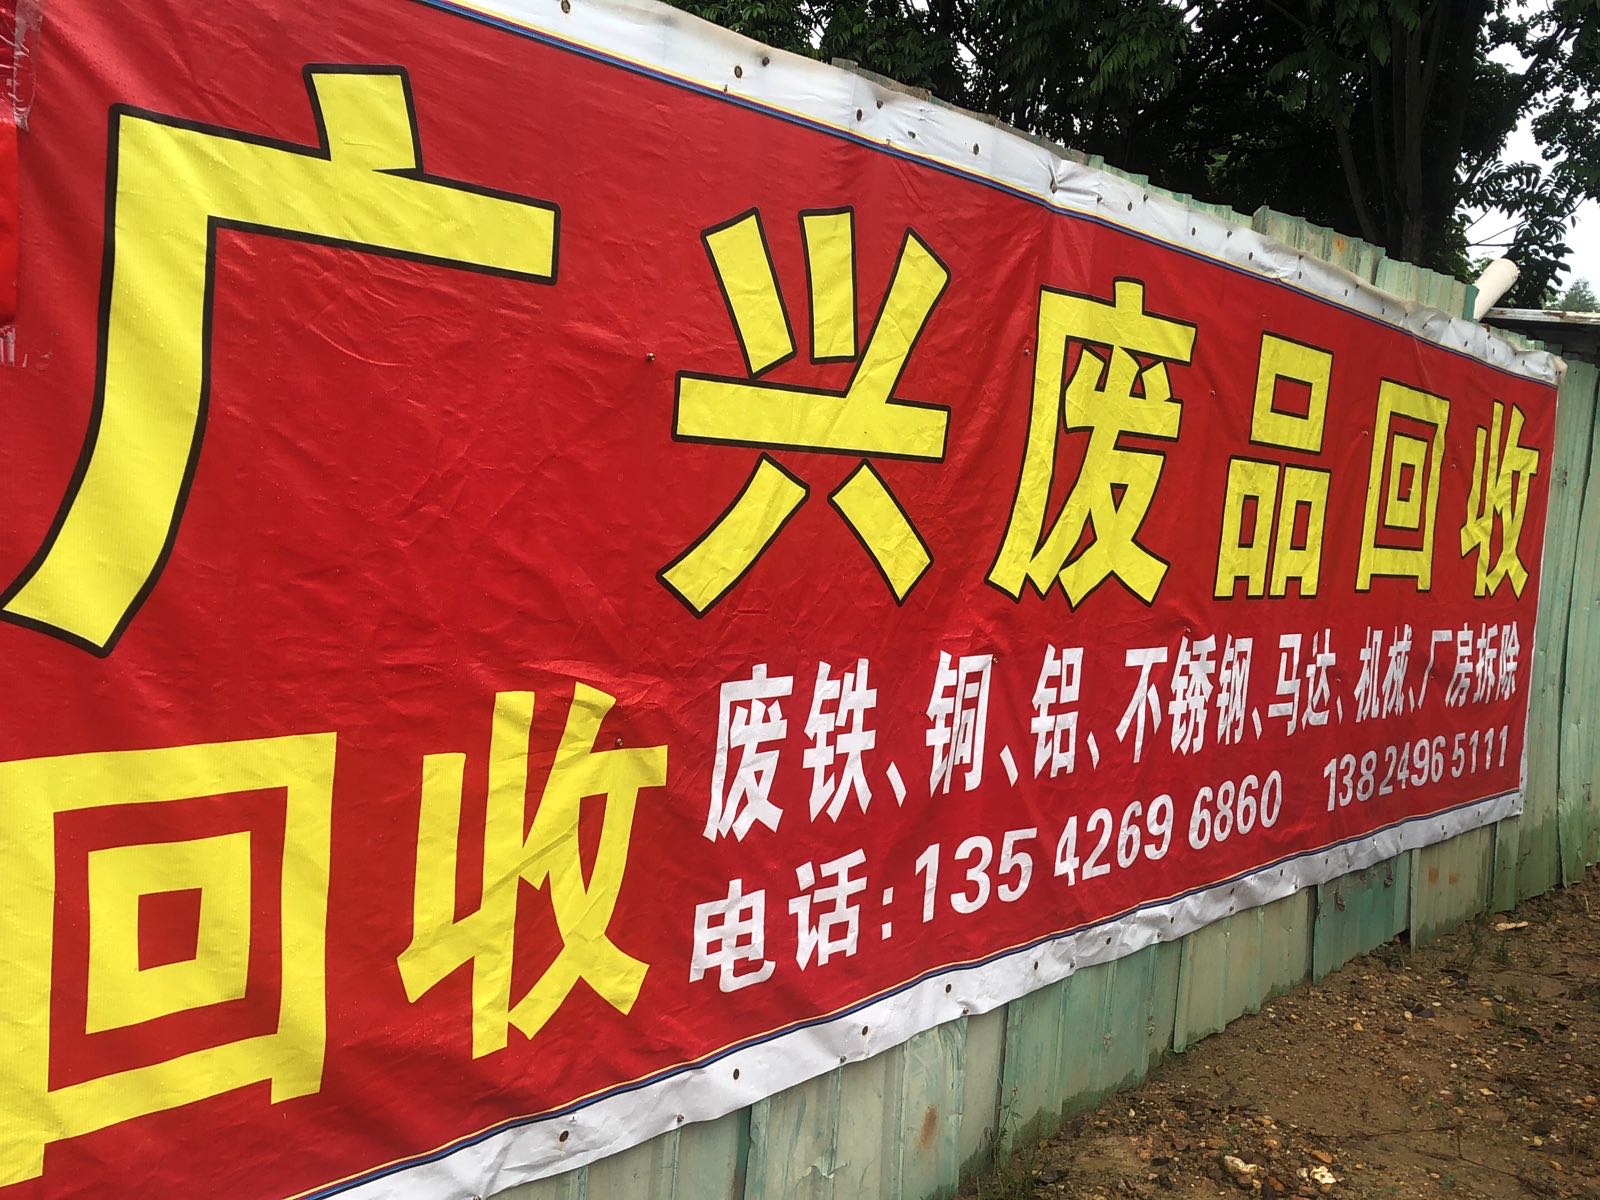 广兴废品回收
回收
废铁、铜、铝、不锈钢、马达、机械、厂房拆除
电话:135 4269 6860 138 2496 5111